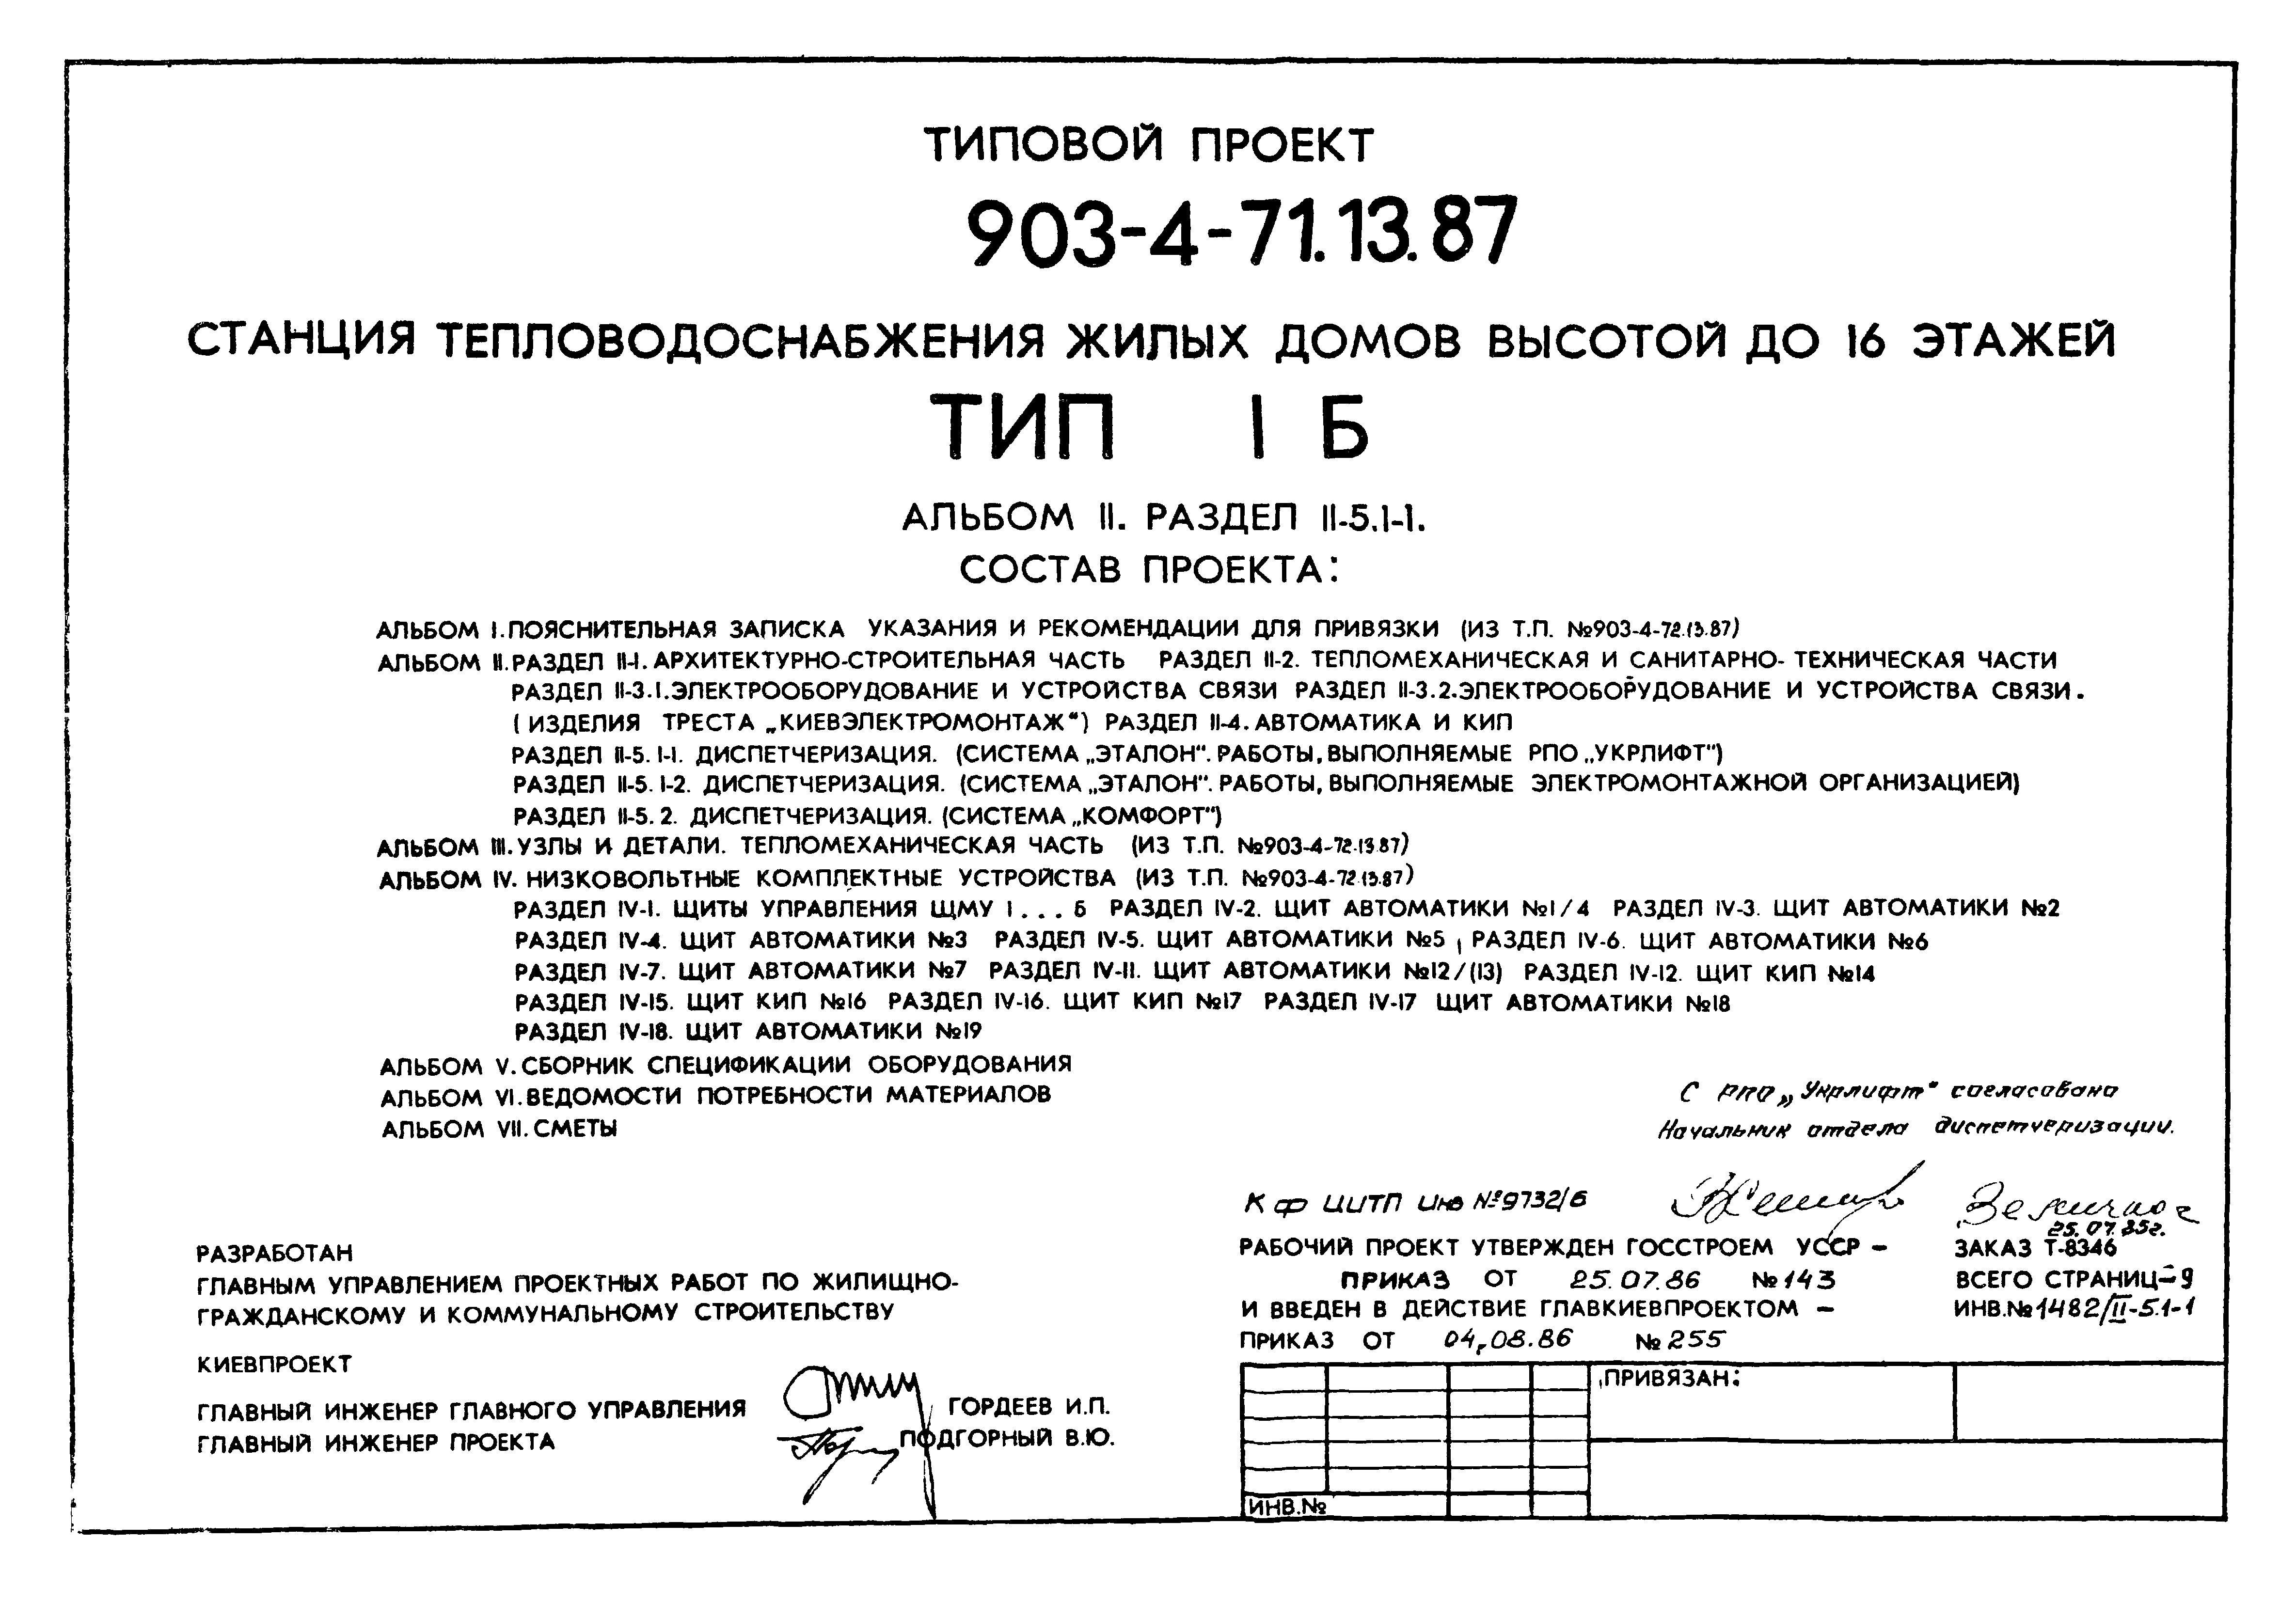 ТИПОВОЙ ПРОЕКТ
903-4-71.13.87
СТАНЦИЯ ТЕПЛОВОДОСНАБЖЕНИЯ ЖИЛЫХ ДОМОВ ВЫСОТОЙ ДО 16 ЭТАЖЕЙ
ТИП I Б
АЛЬБОМ II. РАЗДЕЛ II-5.1-1.
СОСТАВ ПРОЕКТА:
АЛЬБОМ I. ПОЯСНИТЕЛЬНАЯ ЗАПИСКА УКАЗАНИЯ И РЕКОМЕНДАЦИИ ДЛЯ ПРИВЯЗКИ (ИЗ Т.П. №903-4-72.13.87)
АЛЬБОМ II. РАЗДЕЛ II-1. АРХИТЕКТУРНО-СТРОИТЕЛЬНАЯ ЧАСТЬ РАЗДЕЛ II-2. ТЕПЛОМЕХАНИЧЕСКАЯ И САНИТАРНО-ТЕХНИЧЕСКАЯ ЧАСТИ
РАЗДЕЛ II-3.1. ЭЛЕКТРООБОРУДОВАНИЕ И УСТРОЙСТВА СВЯЗИ РАЗДЕЛ II-3.2. ЭЛЕКТРООБОРУДОВАНИЕ И УСТРОЙСТВА СВЯЗИ.
(ИЗДЕЛИЯ ТРЕСТА „КИЕВЭЛЕКТРОМОНТАЖ“) РАЗДЕЛ II-4. АВТОМАТИКА И КИП
РАЗДЕЛ II-5.1-1. ДИСПЕТЧЕРИЗАЦИЯ. (СИСТЕМА „ЭТАЛОН“. РАБОТЫ, ВЫПОЛНЯЕМЫЕ РПО „УКРЛИФТ“)
РАЗДЕЛ II-5.1-2. ДИСПЕТЧЕРИЗАЦИЯ. (СИСТЕМА „ЭТАЛОН“. РАБОТЫ, ВЫПОЛНЯЕМЫЕ ЭЛЕКТРОМОНТАЖНОЙ ОРГАНИЗАЦИЕЙ)
РАЗДЕЛ II-5.2. ДИСПЕТЧЕРИЗАЦИЯ. (СИСТЕМА „КОМФОРТ“)
АЛЬБОМ III. УЗЛЫ И ДЕТАЛИ. ТЕПЛОМЕХАНИЧЕСКАЯ ЧАСТЬ (ИЗ Т.П. №903-4-72.13.87)
АЛЬБОМ IV. НИЗКОВОЛЬТНЫЕ КОМПЛЕКТНЫЕ УСТРОЙСТВА (ИЗ Т.П. №903-4-72.13.87)
РАЗДЕЛ IV-1. ЩИТЫ УПРАВЛЕНИЯ ЩМУ 1...6 РАЗДЕЛ IV-2. ЩИТ АВТОМАТИКИ №1/4 РАЗДЕЛ IV-3. ЩИТ АВТОМАТИКИ №2
РАЗДЕЛ IV-4. ЩИТ АВТОМАТИКИ №3 РАЗДЕЛ IV-5. ЩИТ АВТОМАТИКИ №5, РАЗДЕЛ IV-6. ЩИТ АВТОМАТИКИ №6
РАЗДЕЛ IV-7. ЩИТ АВТОМАТИКИ №7 РАЗДЕЛ IV-11. ЩИТ АВТОМАТИКИ №12/(13) РАЗДЕЛ IV-12. ЩИТ КИП №14
РАЗДЕЛ IV-15. ЩИТ КИП №16 РАЗДЕЛ IV-16. ЩИТ КИП №17 РАЗДЕЛ IV-17 ЩИТ АВТОМАТИКИ №18
РАЗДЕЛ IV-18. ЩИТ АВТОМАТИКИ №19
АЛЬБОМ V. СБОРНИК СПЕЦИФИКАЦИИ ОБОРУДОВАНИЯ
АЛЬБОМ VI. ВЕДОМОСТИ ПОТРЕБНОСТИ МАТЕРИАЛОВ
АЛЬБОМ VII. СМЕТЫ
С РПО „Укрлифт“ согласовано
Начальник отдела диспетчеризации.
КФ ЦИТП Инв №9732/6
25.07.85г.
РАЗРАБОТАН
ГЛАВНЫМ УПРАВЛЕНИЕМ ПРОЕКТНЫХ РАБОТ ПО ЖИЛИЩНО-
ГРАЖДАНСКОМУ И КОММУНАЛЬНОМУ СТРОИТЕЛЬСТВУ
КИЕВПРОЕКТ
ГЛАВНЫЙ ИНЖЕНЕР ГЛАВНОГО УПРАВЛЕНИЯ ГОРДЕЕВ И.П.
ГЛАВНЫЙ ИНЖЕНЕР ПРОЕКТА ПОДГОРНЫЙ В.Ю.
РАБОЧИЙ ПРОЕКТ УТВЕРЖДЕН ГОССТРОЕМ УССР –
ПРИКАЗ ОТ 25.07.86 №143
И ВВЕДЕН В ДЕЙСТВИЕ ГЛАВКИЕВПРОЕКТОМ –
ПРИКАЗ ОТ 04.08.86 №255
ЗАКАЗ Т-8346
ВСЕГО СТРАНИЦ-9
ИНВ.№1482/II-5.1-1
ПРИВЯЗАН:
ИНВ.№